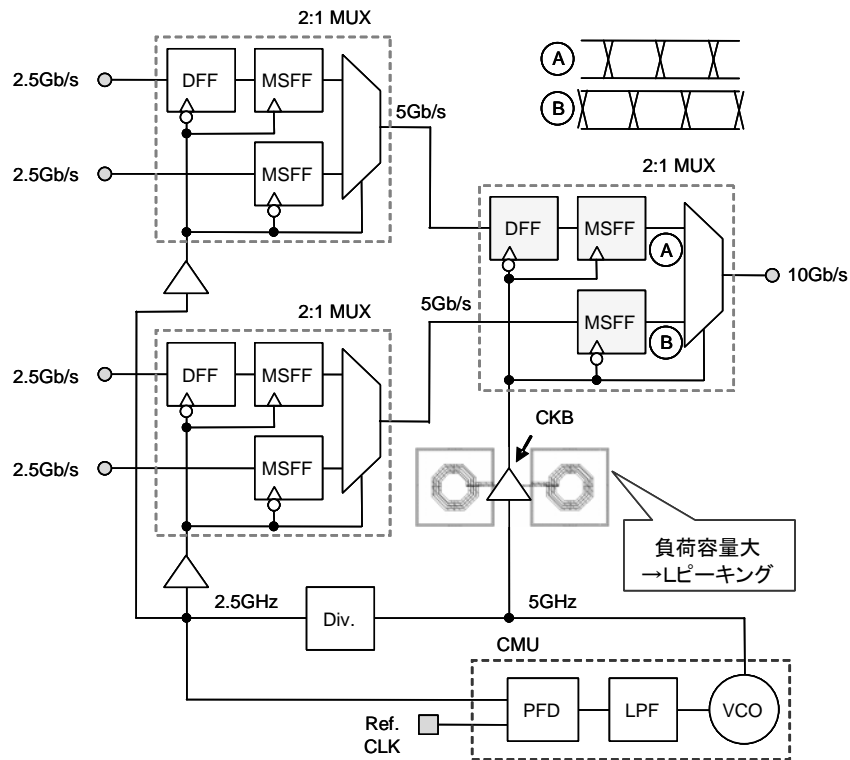 2:1 MUX
2.5Gb/s
DFF
MSFF
5Gb/s
2.5Gb/s
MSFF
A
B
2:1 MUX
DFF
MSFF
A
10Gb/s
MSFF
B
2:1 MUX
5Gb/s
2.5Gb/s
DFF
MSFF
2.5Gb/s
MSFF
CKB
負荷容量大
→Lピーキング
2.5GHz
Div.
5GHz
CMU
PFD
LPF
VCO
Ref.
CLK